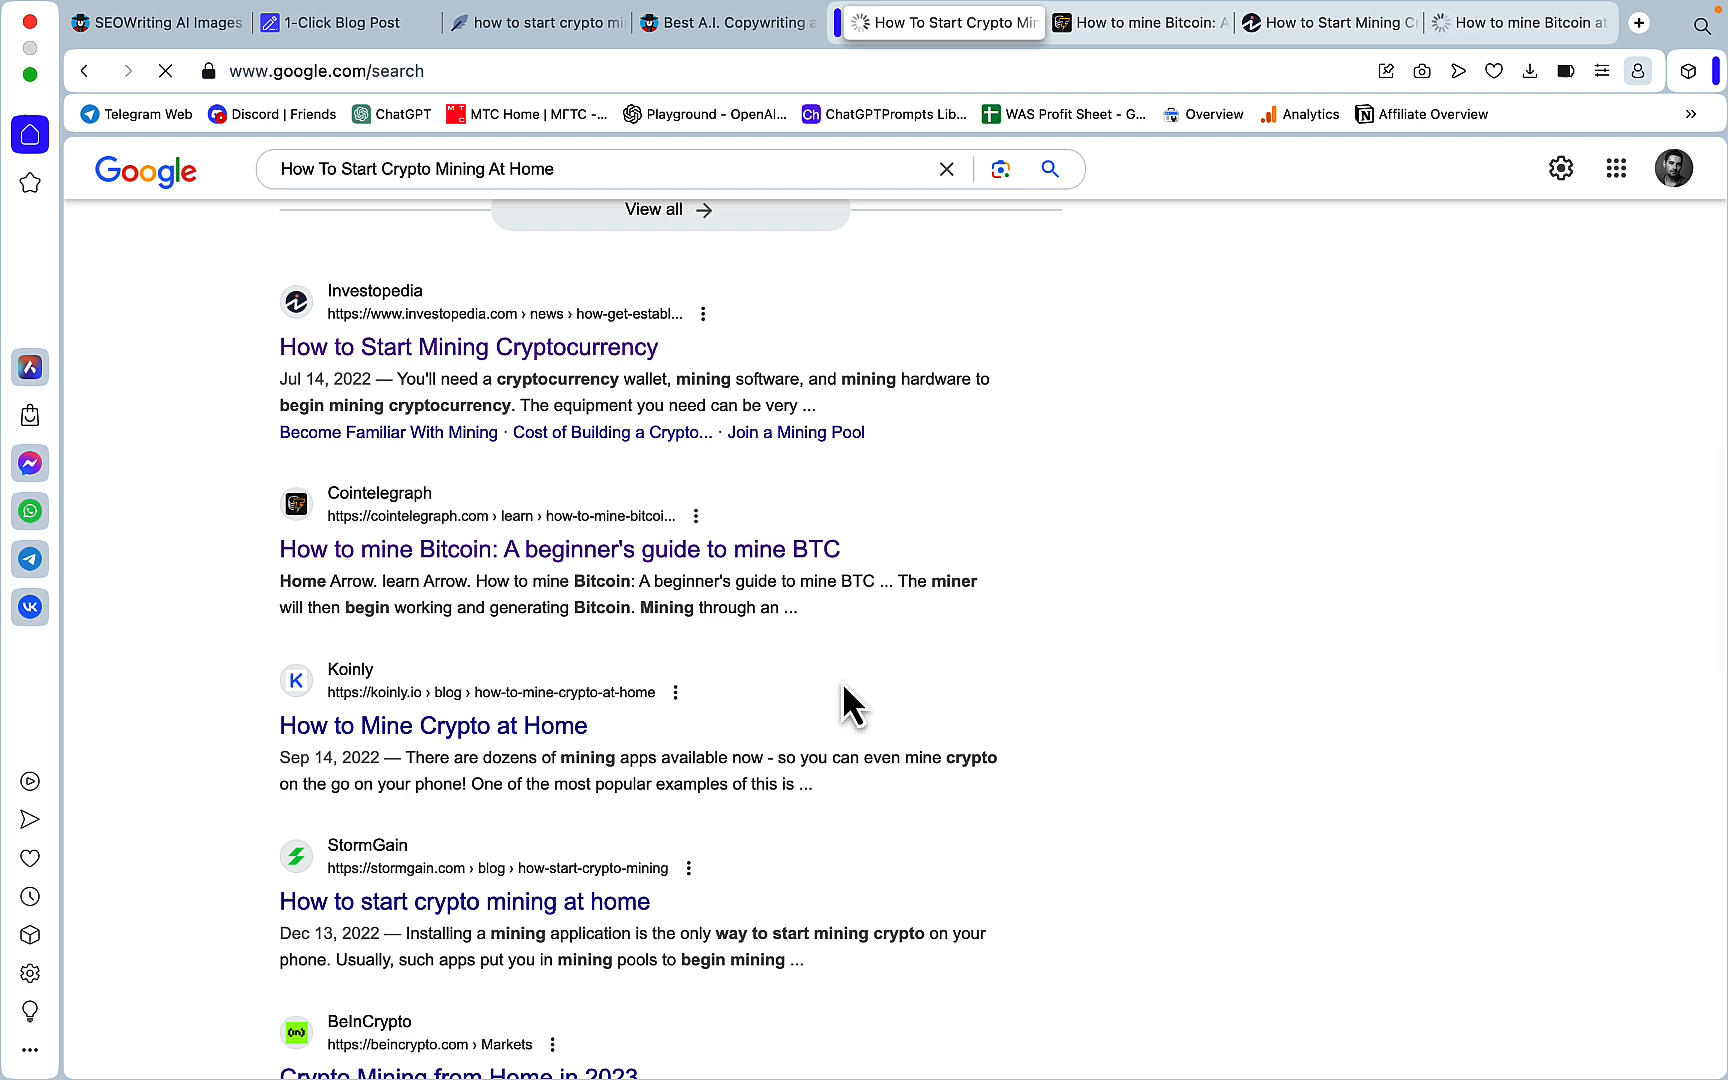 SEOWriting AI Images
1-Click Blog Post
how to start crypto mi
Best A.I. Copywriting a
How To Start Crypto Min
How to mine Bitcoin: A
How to Start Mining C
How to mine Bitcoin at
www.google.com/search
Telegram Web
Discord | Friends
ChatGPT
МТС Home | МГТС -...
Playground - OpenAI...
Ch ChatGPTPrompts Lib...
WAS Profit Sheet - G...
Overview
Analytics
Affiliate Overview
Google
How To Start Crypto Mining At Home
View all
Investopedia
https://www.investopedia.com › news › how-get-establ...
How to Start Mining Cryptocurrency
Jul 14, 2022 — You'll need a cryptocurrency wallet, mining software, and mining hardware to
begin mining cryptocurrency. The equipment you need can be very ...
Become Familiar With Mining · Cost of Building a Crypto... · Join a Mining Pool
Cointelegraph
https://cointelegraph.com › learn › how-to-mine-bitcoi...
How to mine Bitcoin: A beginner's guide to mine BTC
Home Arrow. learn Arrow. How to mine Bitcoin: A beginner's guide to mine BTC ... The miner
will then begin working and generating Bitcoin. Mining through an ...
Koinly
https://koinly.io › blog › how-to-mine-crypto-at-home
How to Mine Crypto at Home
Sep 14, 2022 — There are dozens of mining apps available now - so you can even mine crypto
on the go on your phone! One of the most popular examples of this is ...
StormGain
https://stormgain.com › blog › how-start-crypto-mining
How to start crypto mining at home
Dec 13, 2022 — Installing a mining application is the only way to start mining crypto on your
phone. Usually, such apps put you in mining pools to begin mining ...
BeInCrypto
https://beincrypto.com › Markets
Crypto Mining from Home in 2023